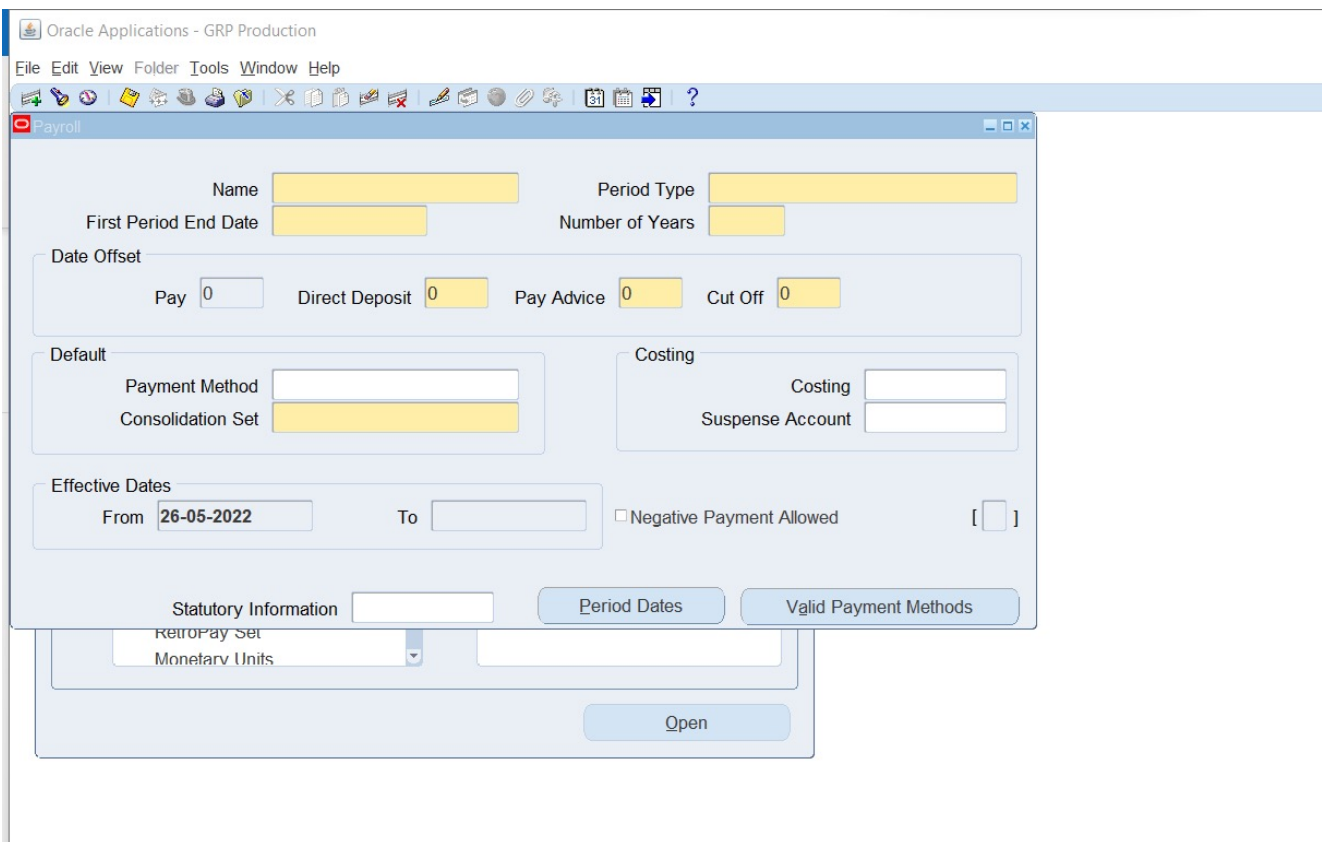 Oracle Applications - GRP Production
File Edit View Folder Tools Window Help
31 ?
Payroll
Name Period Type
First Period End Date Number of Years
Date Offset
Pay 0 Direct Deposit 0 Pay Advice 0 Cut Off 0
Default Costing
Payment Method Costing
Consolidation Set Suspense Account
Effective Dates
From 26-05-2022 To Negative Payment Allowed [ ]
Statutory Information Period Dates Valid Payment Methods
RetroPay Set
Monetary Units
Open